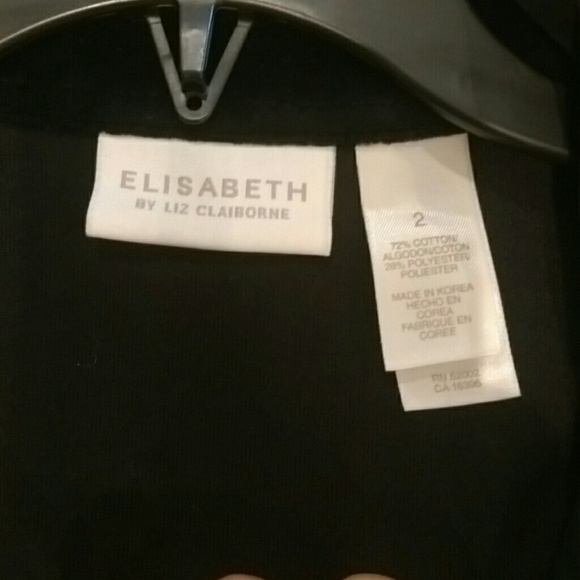 ELISABETH
BY LIZ CLAIBORNE
2
72% COTTON/
ALGODON/COTON
28% POLYESTER/
POLIESTER
MADE IN KOREA
HECHO EN
COREA
FABRIQUE EN
COREE
RN 52002
CA 16396